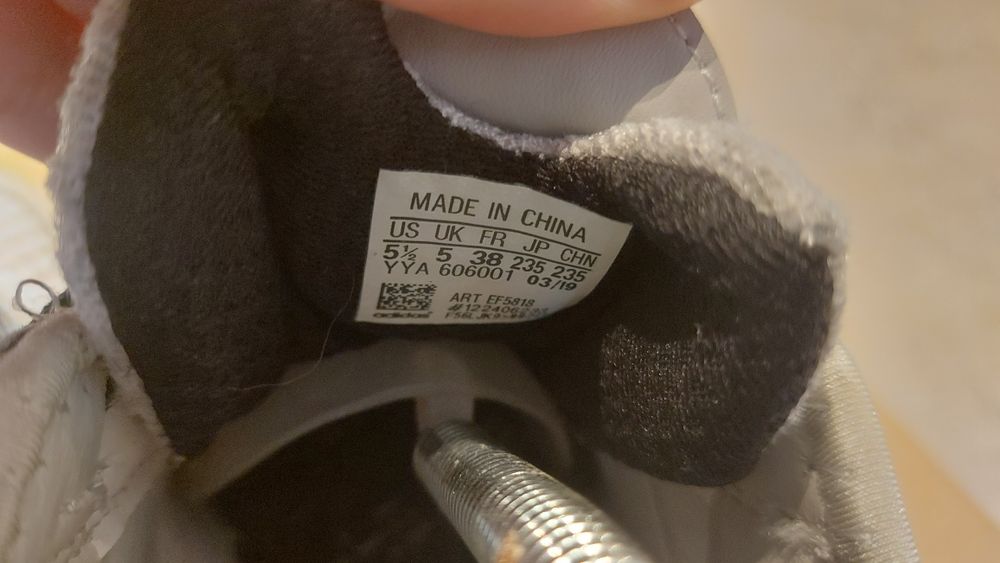 MADE IN CHINA
US UK FR JP CHN
5½ 5 38 235 235
YYA 606001 03/19
ART EF5818
adidas